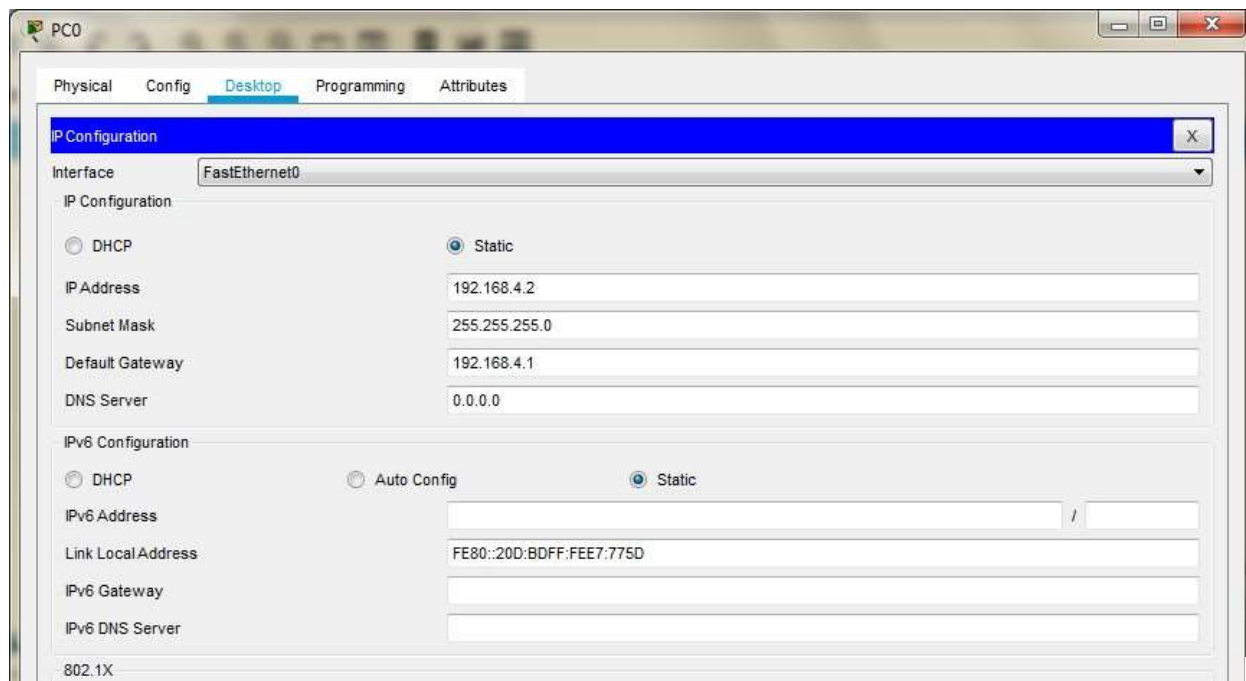 PC0
Physical Config Desktop Programming Attributes
IP Configuration X
Interface FastEthernet0
IP Configuration
DHCP Static
IP Address 192.168.4.2
Subnet Mask 255.255.255.0
Default Gateway 192.168.4.1
DNS Server 0.0.0.0
IPv6 Configuration
DHCP Auto Config Static
IPv6 Address /
Link Local Address FE80::20D:BDFF:FEE7:775D
IPv6 Gateway
IPv6 DNS Server
802.1X